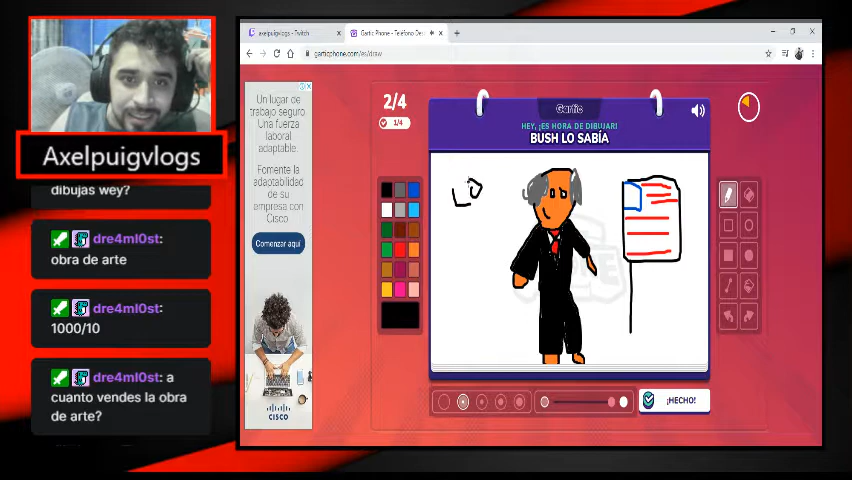 Axelpuigvlogs
dibujas wey?
dre4ml0st:
obra de arte
dre4ml0st:
1000/10
dre4ml0st: a
cuanto vendes la obra
de arte?
axelpuigvlogs - Twitch
Gartic Phone - Teléfono De
garticphone.com/es/draw
Un lugar de
trabajo seguro
Una fuerza
laboral
adaptable.
Fomente la
adaptabilidad
de su
empresa con
Cisco
Comenzar aquí
CISCO
2/4
1/4
Gartic
HEY, ¡ES HORA DE DIBUJAR!
BUSH LO SABÍA
Lo
¡HECHO!